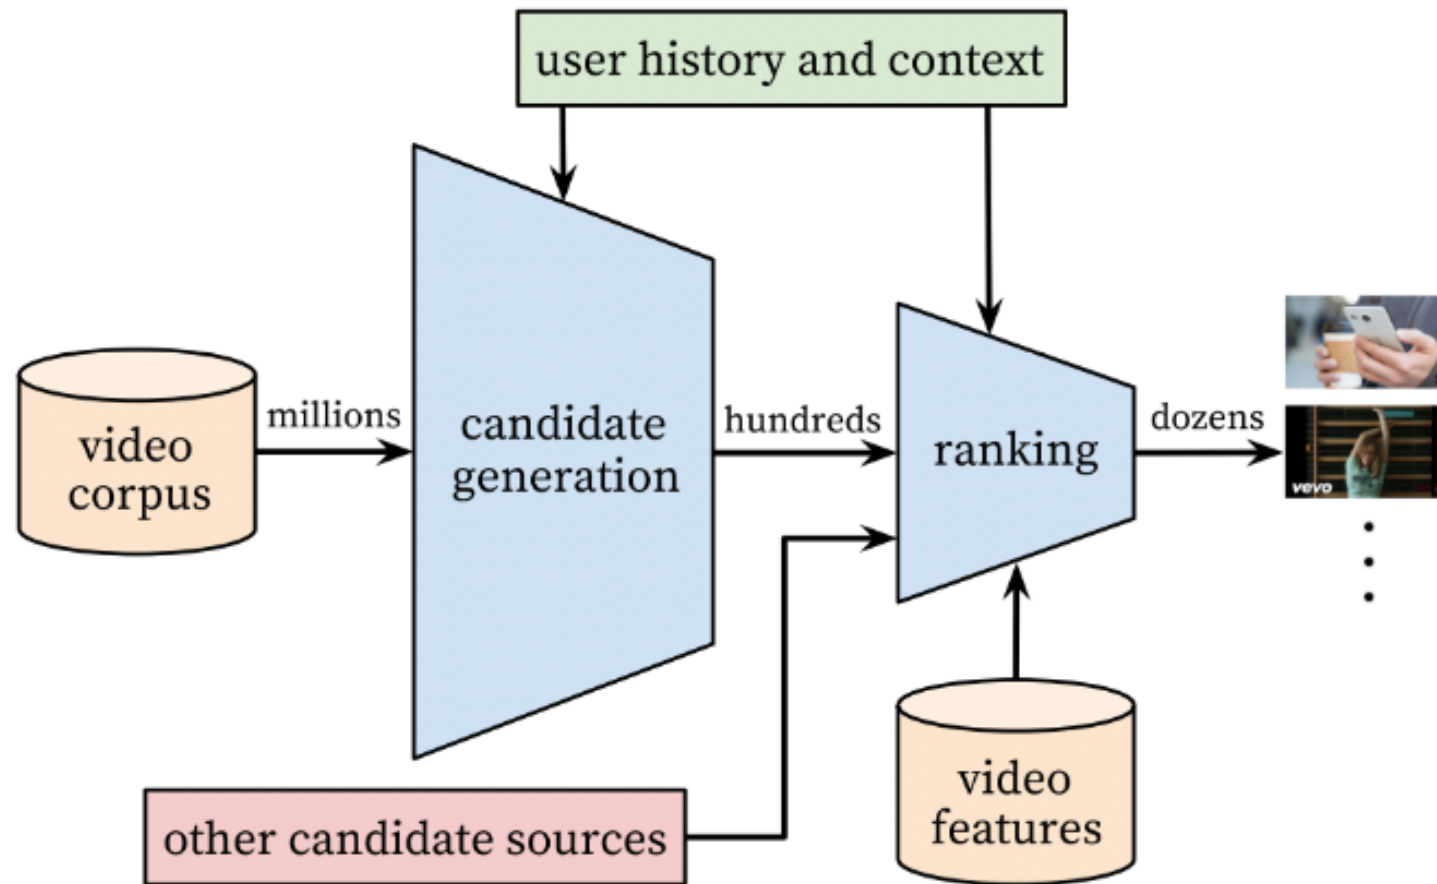 user history and context
video
corpus
millions
candidate
generation
hundreds
ranking
dozens
vevo
other candidate sources
video
features